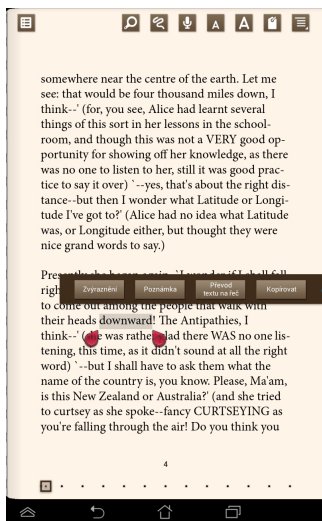 A A
somewhere near the centre of the earth. Let me
see: that would be four thousand miles down, I
think--' (for, you see, Alice had learnt several
things of this sort in her lessons in the school-
room, and though this was not a VERY good op-
portunity for showing off her knowledge, as there
was no one to listen to her, still it was good prac-
tice to say it over) `--yes, that's about the right dis-
tance--but then I wonder what Latitude or Longi-
tude I've got to?' (Alice had no idea what Latitude
was, or Longitude either, but thought they were
nice grand words to say.)
Presently she began again. `I wonder if I shall fall
righ
Zvýraznění Poznámka Převod textu na řeč Kopírovat
to come out among the people that walk with
their heads downward! The Antipathies, I
think--' (she was rather glad there WAS no one lis-
tening, this time, as it didn't sound at all the right
word) `--but I shall have to ask them what the
name of the country is, you know. Please, Ma'am,
is this New Zealand or Australia?' (and she tried
to curtsey as she spoke--fancy CURTSEYING as
you're falling through the air! Do you think you
4